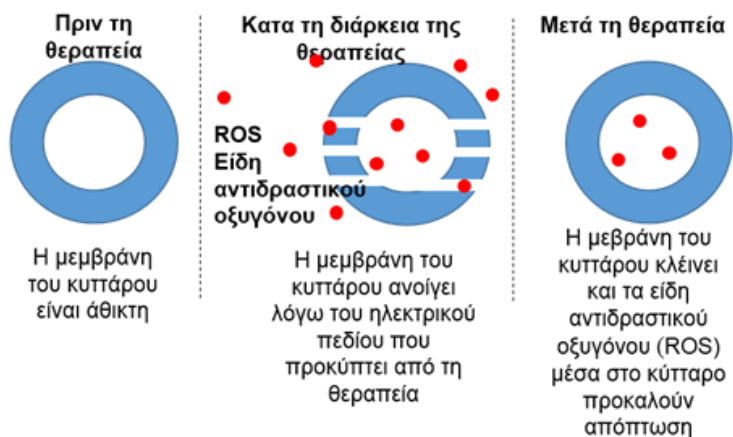 Πριν τη
θεραπεία
Η μεμβράνη
του κυττάρου
είναι άθικτη
Κατα τη διάρκεια της
θεραπείας
ROS
Είδη
αντιδραστικού
οξυγόνου
Η μεμβράνη του
κυττάρου ανοίγει
λόγω του ηλεκτρικού
πεδίου που
προκύπτει από τη
θεραπεία
Μετά τη θεραπεία
Η μεβράνη του
κυττάρου κλέινει
και τα είδη
αντιδραστικού
οξυγόνου (ROS)
μέσα στο κύτταρο
προκαλούν
απόπτωση